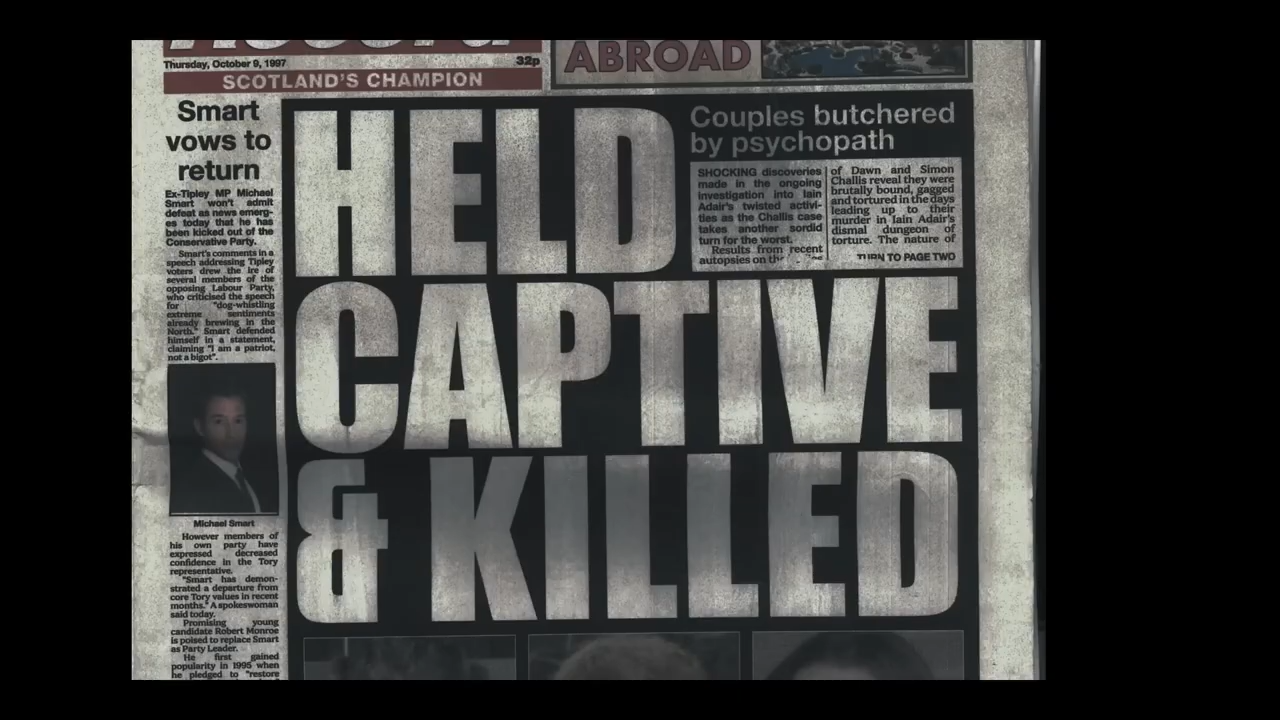 Thursday, October 9, 1997
32p
SCOTLAND'S CHAMPION
ABROAD
Smart
vows to
return
Ex-Tipley MP Michael
Smart won't admit
defeat as news emerg-
es today that he has
been kicked out of the
Conservative Party.
Smart's comments in a
speech addressing Tipley
voters drew the ire of
several members of the
opposing Labour Party,
who criticised the speech
for "dog-whistling
extreme sentiments
already brewing in the
North." Smart defended
himself in a statement,
claiming "I am a patriot,
not a bigot".
Michael Smart
However members of
his own party have
expressed decreased
confidence in the Tory
representative.
"Smart has demon-
strated a departure from
core Tory values in recent
months." A spokeswoman
said today.
Promising young
candidate Robert Monroe
is poised to replace Smart
as Party Leader.
He first gained
popularity in 1995 when
he pledged to "restore
HELD
CAPTIVE
& KILLED
Couples butchered
by psychopath
SHOCKING discoveries
made in the ongoing
investigation into Iain
Adair's twisted activi-
ties as the Challis case
takes another sordid
turn for the worst.
Results from recent
autopsies on the
of Dawn and Simon
Challis reveal they were
brutally bound, gagged
and tortured in the days
leading up to their
murder in Iain Adair's
dismal dungeon of
torture. The nature of
TURN TO PAGE TWO